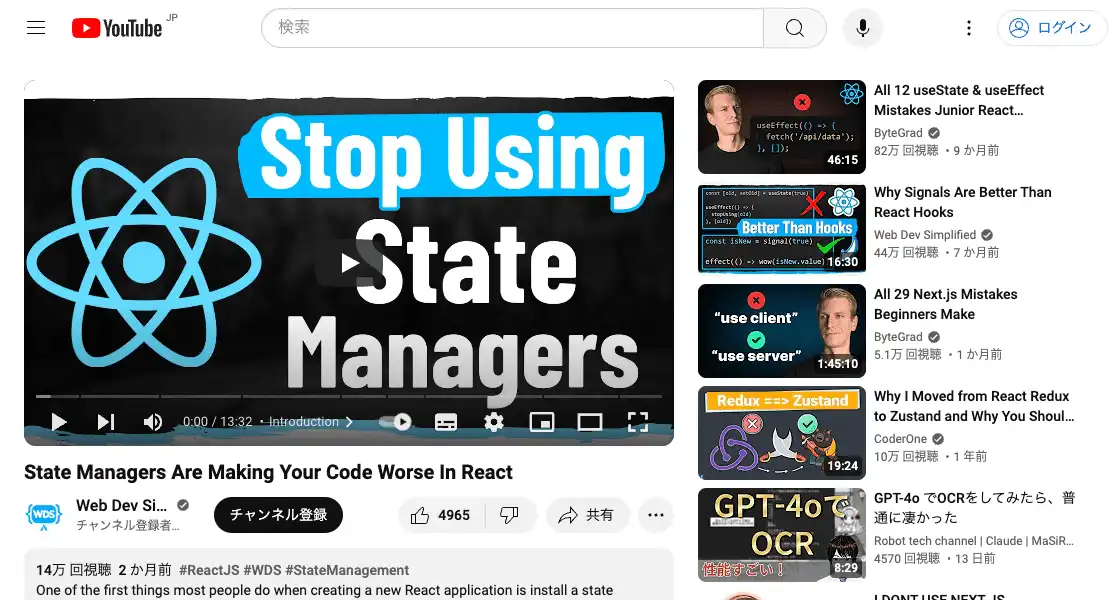 YouTube JP
検索
ログイン
Stop Using
State
Managers
0:00 / 13:32 • Introduction
State Managers Are Making Your Code Worse In React
WDS
Web Dev Si...
チャンネル登録者...
チャンネル登録
4965
共有
14万 回視聴 2 か月前 #ReactJS #WDS #StateManagement
One of the first things most people do when creating a new React application is install a state
useEffect(() => {
fetch('/api/data');
}, []);
46:15
All 12 useState & useEffect
Mistakes Junior React…
ByteGrad
82万 回視聴 ・9 か月前
const [old, setOld] = useState(true)
useEffect(() => {
stopUsing(old)
}, [old])
Better Than Hooks
const isNew = signal(true)
effect(() => wow(isNew.value)
16:30
Why Signals Are Better Than
React Hooks
Web Dev Simplified
44万 回視聴 ・7 か月前
“use client”
“use server”
1:45:10
All 29 Next.js Mistakes
Beginners Make
ByteGrad
5.1万 回視聴 ・1 か月前
Redux ==> Zustand
19:24
Why I Moved from React Redux
to Zustand and Why You Shoul…
CoderOne
10万 回視聴 ・1 年前
GPT-4oで
OCR
性能すごい！
8:29
GPT-4o でOCRをしてみたら、普
通に凄かった
Robot tech channel | Claude | MaSiR…
4570 回視聴 ・13 日前